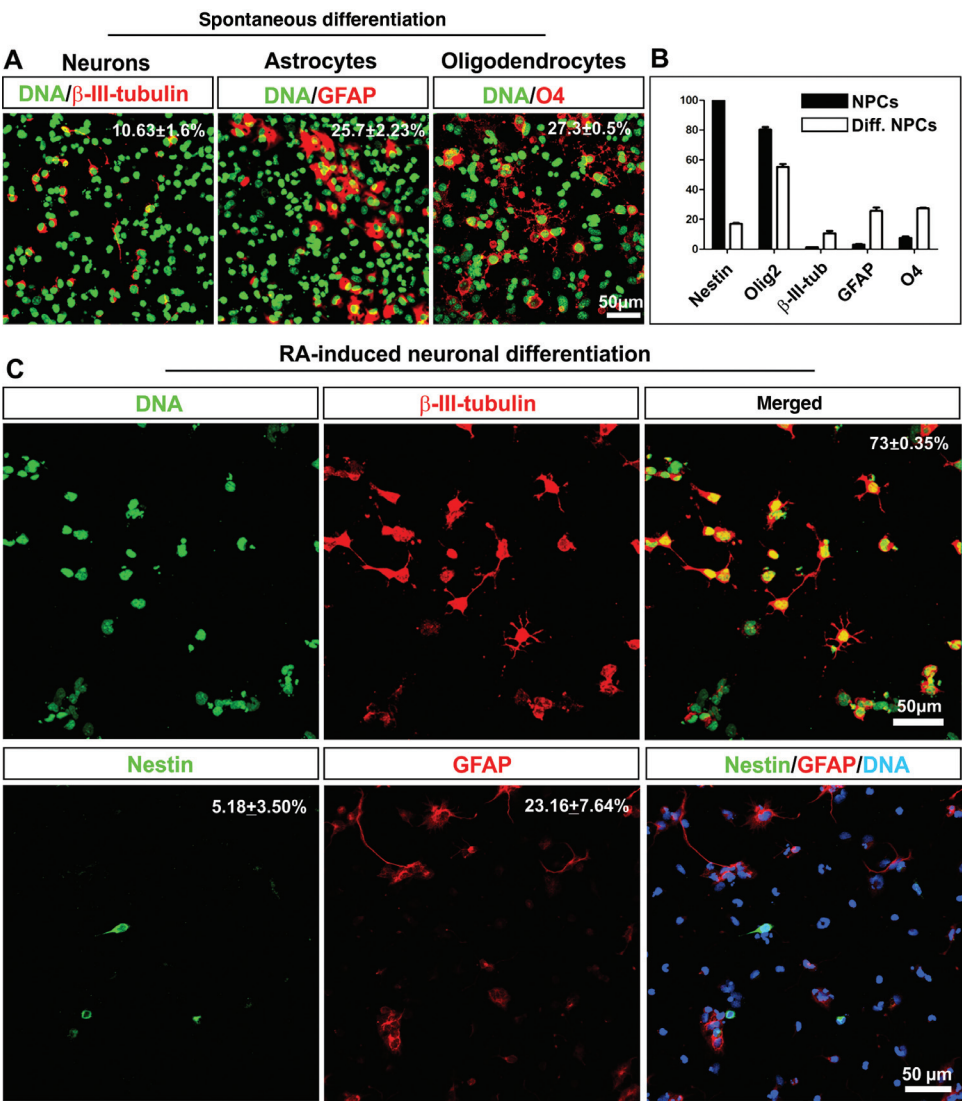 Spontaneous differentiation
A
Neurons
Astrocytes
Oligodendrocytes
DNA/β-III-tubulin
DNA/GFAP
DNA/O4
10.63±1.6%
25.7±2.23%
27.3±0.5%
50µm
B
100
80
60
40
20
0
NPCs
Diff. NPCs
Nestin
Olig2
β-III-tub
GFAP
O4
RA-induced neuronal differentiation
C
DNA
β-III-tubulin
Merged
73±0.35%
50µm
Nestin
GFAP
Nestin/GFAP/DNA
5.18±3.50%
23.16±7.64%
50 µm